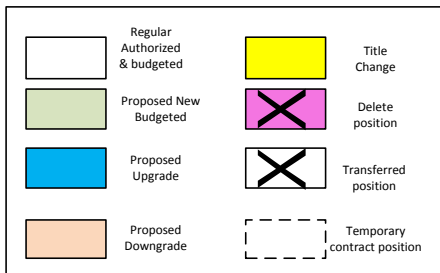 Regular
Authorized
& budgeted
Title
Change
Proposed New
Budgeted
Delete
position
Proposed
Upgrade
Transferred
position
Proposed
Downgrade
Temporary
contract position